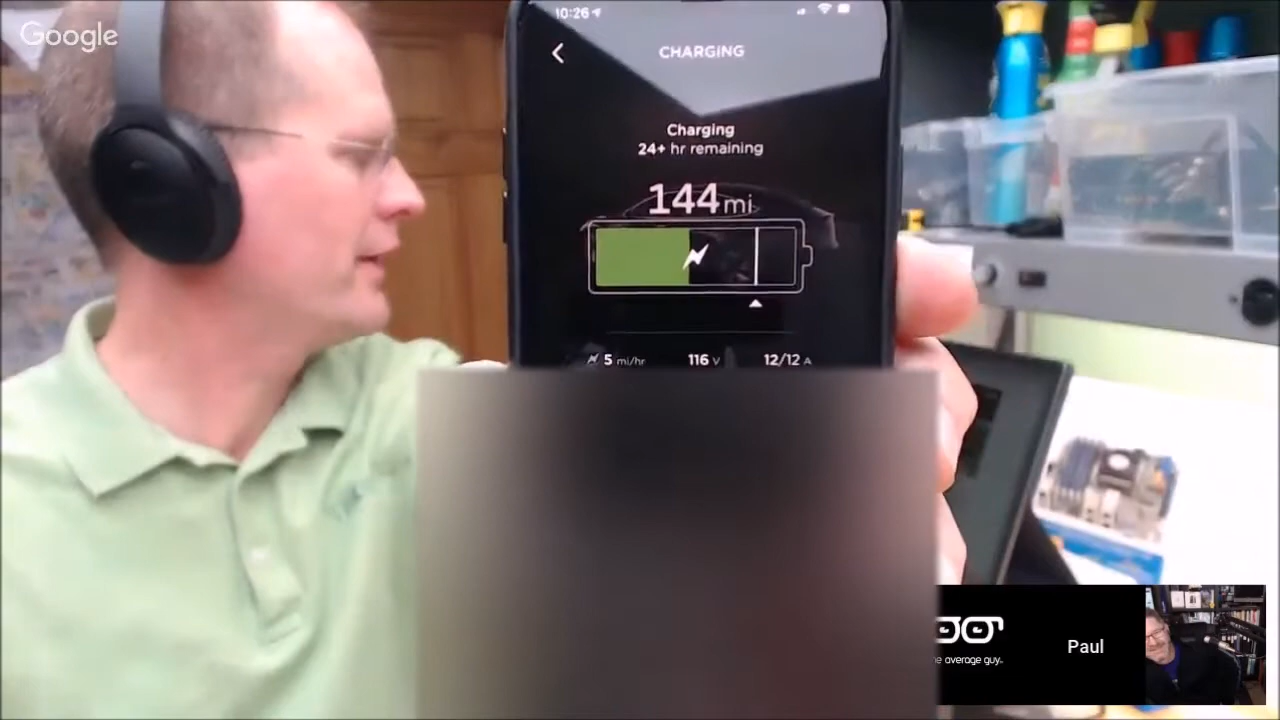 Google
10:26
CHARGING
Charging
24+ hr remaining
144 mi
5 mi/hr 116 V 12/12 A
e average guy
Paul